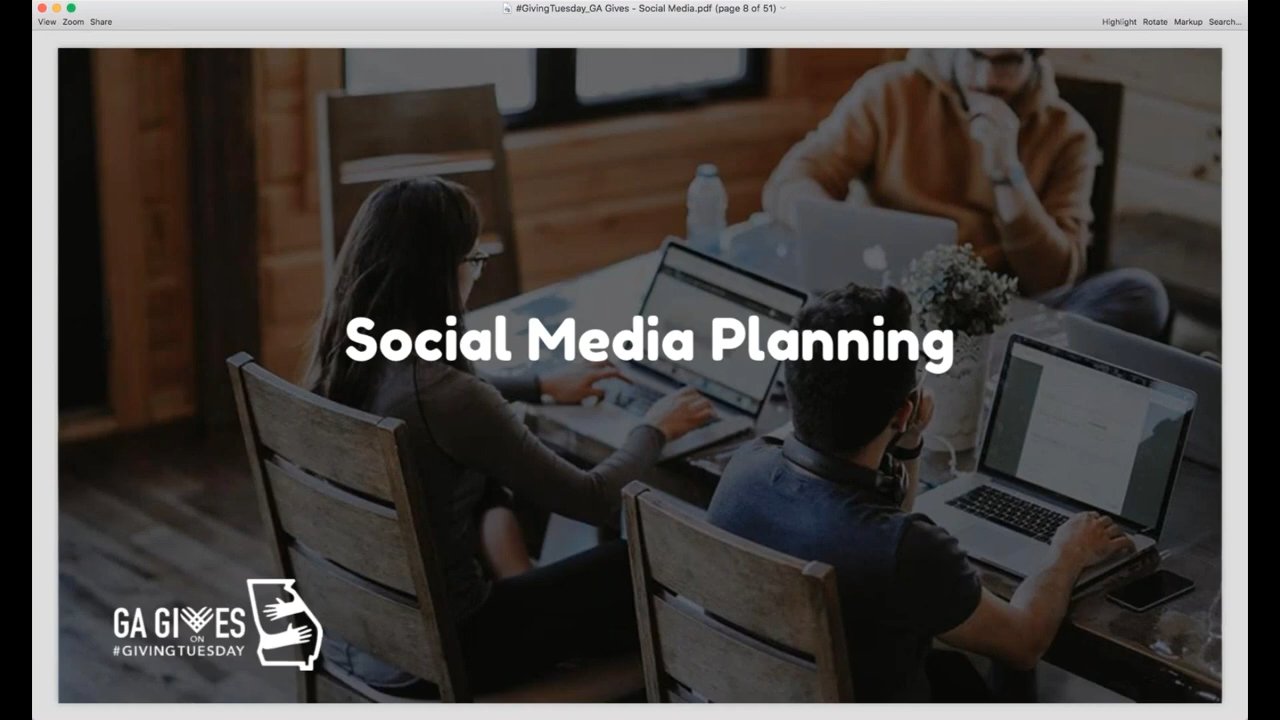 #GivingTuesday_GA Gives - Social Media.pdf (page 8 of 51)
View Zoom Share
Highlight Rotate Markup Search...
Social Media Planning
GA GIVES
ON
#GIVINGTUESDAY